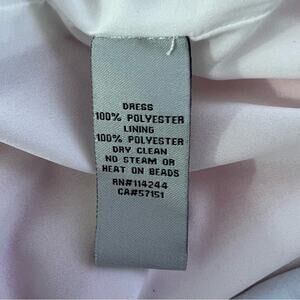 DRESS
100% POLYESTER
LINING
100% POLYESTER
DRY CLEAN
NO STEAM OR
HEAT ON BEADS
RN#114244
CA#57151